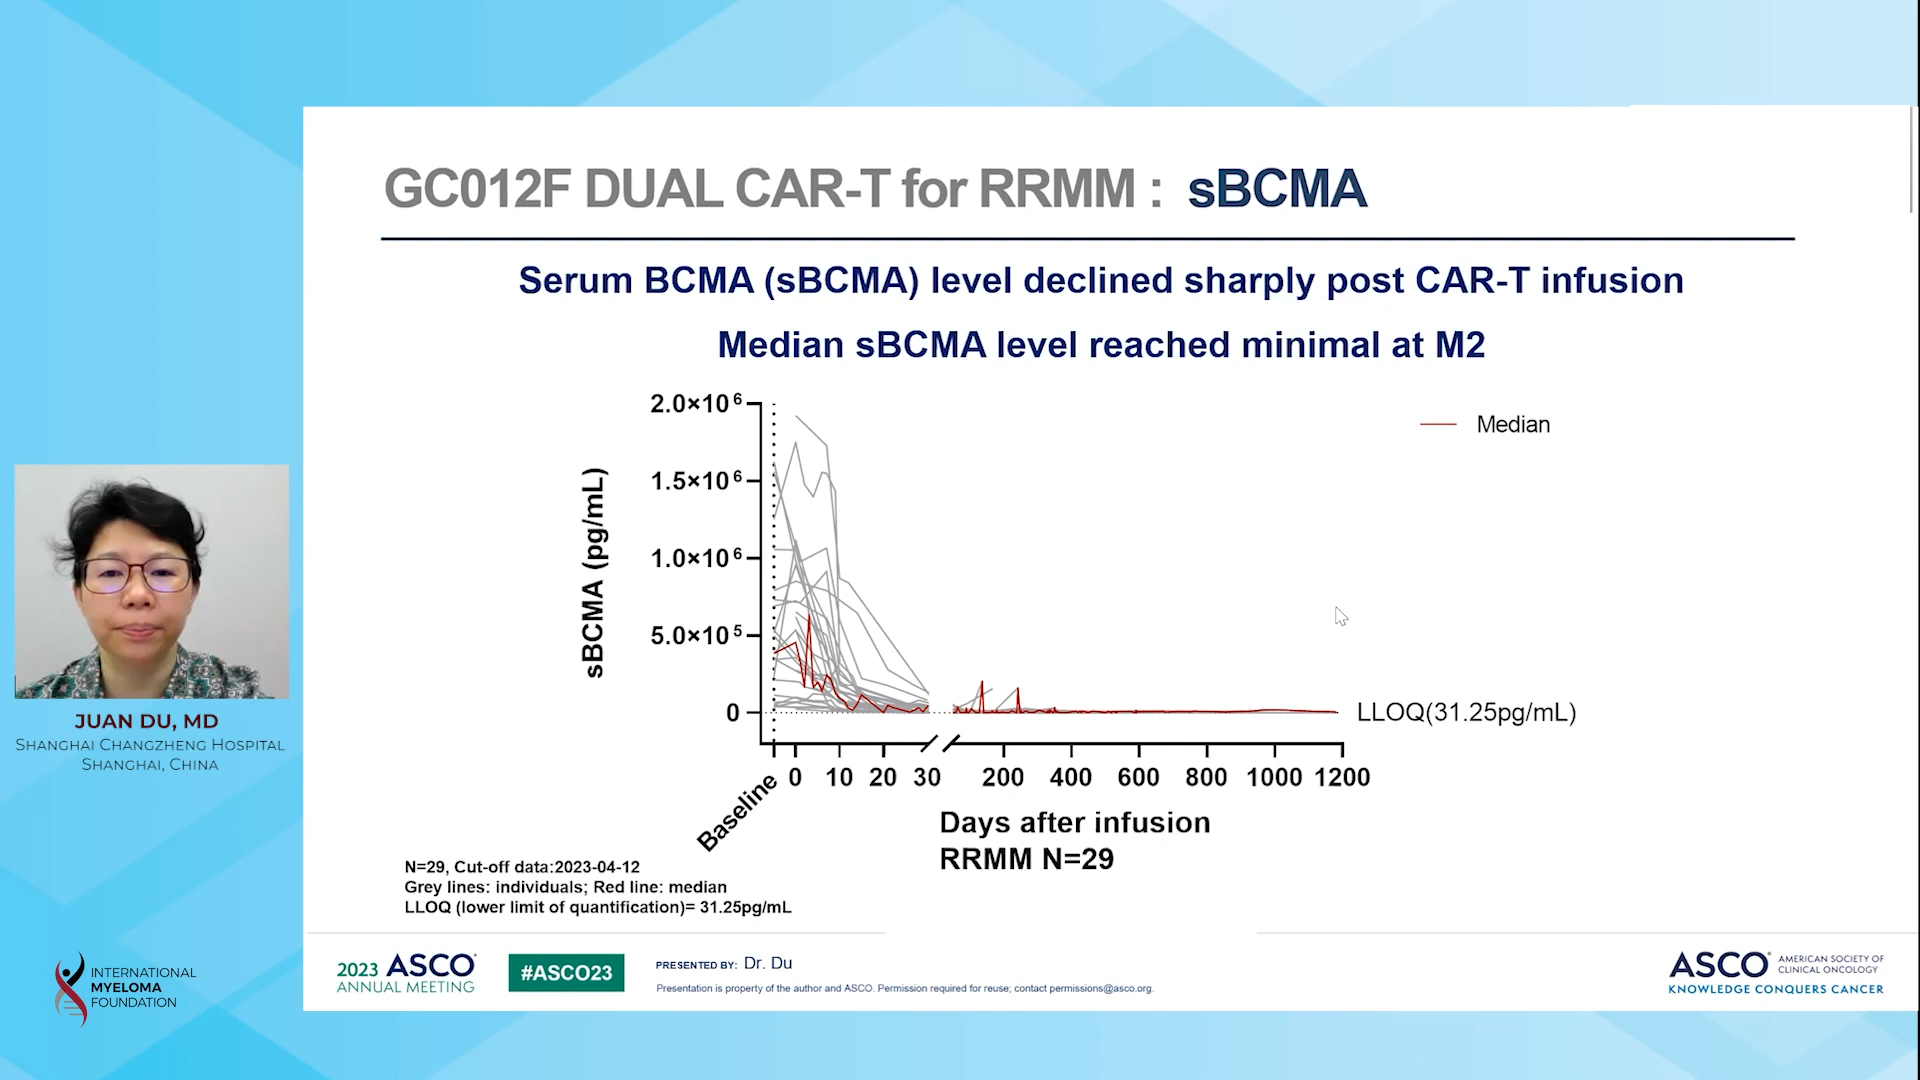 GC012F DUAL CAR-T for RRMM : sBCMA
Serum BCMA (sBCMA) level declined sharply post CAR-T infusion
Median sBCMA level reached minimal at M2
2.0×10⁶
1.5×10⁶
1.0×10⁶
5.0×10⁵
0
sBCMA (pg/mL)
Median
LLOQ(31.25pg/mL)
Baseline
0 10 20 30 200 400 600 800 1000 1200
Days after infusion
RRMM N=29
N=29, Cut-off data:2023-04-12
Grey lines: individuals; Red line: median
LLOQ (lower limit of quantification)= 31.25pg/mL
JUAN DU, MD
SHANGHAI CHANGZHENG HOSPITAL
SHANGHAI, CHINA
INTERNATIONAL
MYELOMA
FOUNDATION
2023 ASCO
ANNUAL MEETING
#ASCO23
PRESENTED BY: Dr. Du
Presentation is property of the author and ASCO. Permission required for reuse; contact permissions@asco.org.
ASCO AMERICAN SOCIETY OF
CLINICAL ONCOLOGY
KNOWLEDGE CONQUERS CANCER